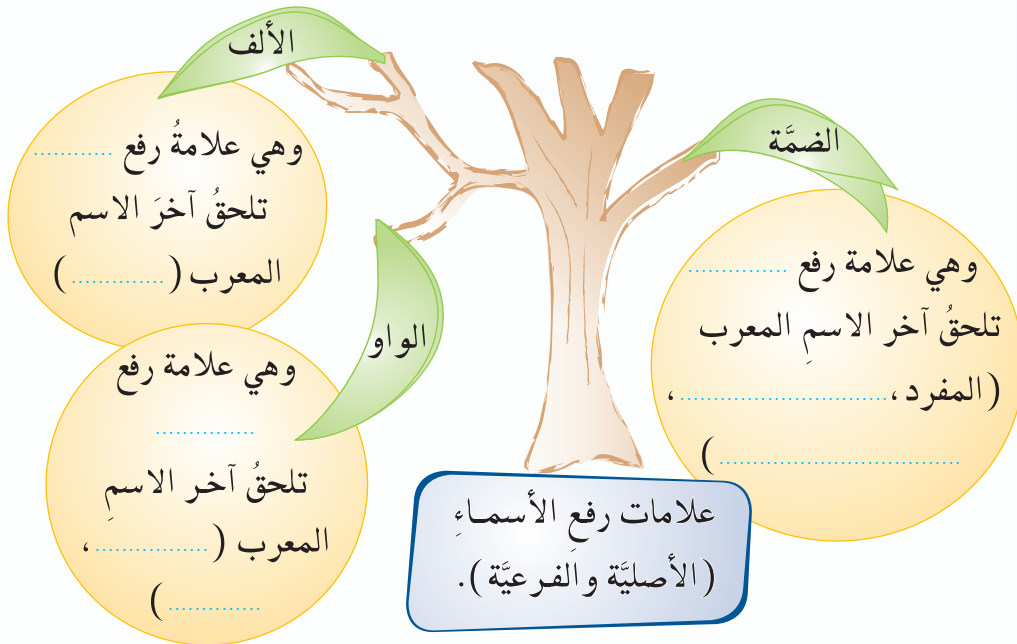 الضمَّة
وهي علامة رفع ..............
تلحقُ آخر الاسمِ المعرب
(المفرد، ..............................،
..................................)
الألف
وهي علامةُ رفع ...........
تلحقُ آخرَ الاسم
المعرب (.............)
الواو
وهي علامة رفع
..............
تلحقُ آخر الاسمِ
المعرب (................،
.............)
علامات رفعِ الأسماءِ
(الأصليَّة والفرعيَّة).